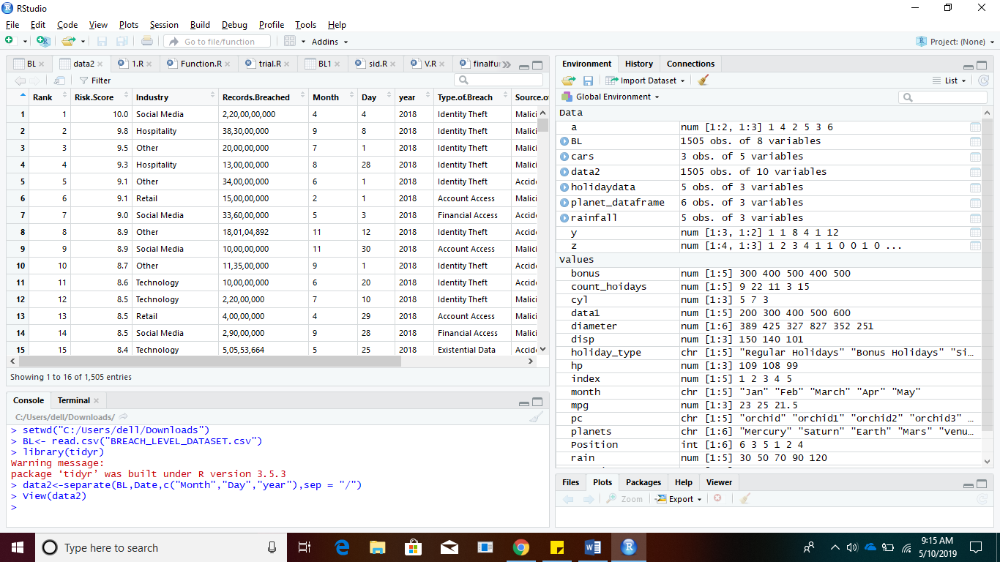 RStudio
File Edit Code View Plots Session Build Debug Profile Tools Help
Go to file/function Addins Project: (None)
BL data2 1.R Function.R trial.R BL1 sid.R V.R finalfur
Filter
Rank Risk.Score Industry Records.Breached Month Day year Type.of.Breach Source.o
1 1 10.0 Social Media 2,20,00,00,000 4 4 2018 Identity Theft Malici
2 2 9.8 Hospitality 38,30,00,000 9 8 2018 Identity Theft Malici
3 3 9.5 Other 20,00,00,000 7 1 2018 Identity Theft Malici
4 4 9.3 Hospitality 13,00,00,000 8 28 2018 Identity Theft Malici
5 5 9.1 Other 34,00,00,000 6 1 2018 Identity Theft Accide
6 6 9.1 Retail 15,00,00,000 2 1 2018 Account Access Malici
7 7 9.0 Social Media 33,60,00,000 5 3 2018 Financial Access Accide
8 8 8.9 Other 18,01,04,892 11 12 2018 Identity Theft Accide
9 9 8.9 Social Media 10,00,00,000 11 30 2018 Account Access Malici
10 10 8.7 Other 11,35,00,000 9 1 2018 Identity Theft Accide
11 11 8.6 Technology 10,00,00,000 6 20 2018 Identity Theft Accide
12 12 8.5 Technology 2,20,00,000 7 10 2018 Identity Theft Malici
13 13 8.5 Retail 4,00,00,000 4 29 2018 Account Access Malici
14 14 8.5 Social Media 2,90,00,000 9 28 2018 Financial Access Malici
15 15 8.4 Technology 5,05,53,664 5 25 2018 Existential Data Accide
Showing 1 to 16 of 1,505 entries
Console Terminal
C:/Users/dell/Downloads/
> setwd("C:/Users/dell/Downloads")
> BL<- read.csv("BREACH_LEVEL_DATASET.csv")
> library(tidyr)
Warning message:
package ‘tidyr’ was built under R version 3.5.3
> data2<-separate(BL,Date,c("Month","Day","year"),sep = "/")
> View(data2)
>
Environment History Connections
Import Dataset List
Global Environment
Data
a num [1:2, 1:3] 1 4 2 5 3 6
BL 1505 obs. of 8 variables
cars 3 obs. of 5 variables
data2 1505 obs. of 10 variables
holidaydata 5 obs. of 3 variables
planet_dataframe 6 obs. of 3 variables
rainfall 5 obs. of 3 variables
y num [1:3, 1:2] 1 1 8 4 1 12
z num [1:4, 1:3] 1 2 3 4 1 1 0 0 1 0 ...
Values
bonus num [1:5] 300 400 500 400 500
count_hoidays num [1:5] 9 22 11 3 15
cyl num [1:3] 5 7 3
data1 num [1:5] 200 300 400 500 600
diameter num [1:6] 389 425 327 827 352 251
disp num [1:3] 150 140 101
holiday_type chr [1:5] "Regular Holidays" "Bonus Holidays" "Si…
hp num [1:3] 109 108 99
index num [1:5] 1 2 3 4 5
month chr [1:5] "Jan" "Feb" "March" "Apr" "May"
mpg num [1:3] 23 25 21.5
pc chr [1:5] "orchid" "orchid1" "orchid2" "orchid3" …
planets chr [1:6] "Mercury" "Saturn" "Earth" "Mars" "Venu…
Position int [1:6] 6 3 5 1 2 4
rain num [1:5] 30 50 70 90 120
Files Plots Packages Help Viewer
Zoom Export
Type here to search
9:15 AM
5/10/2019